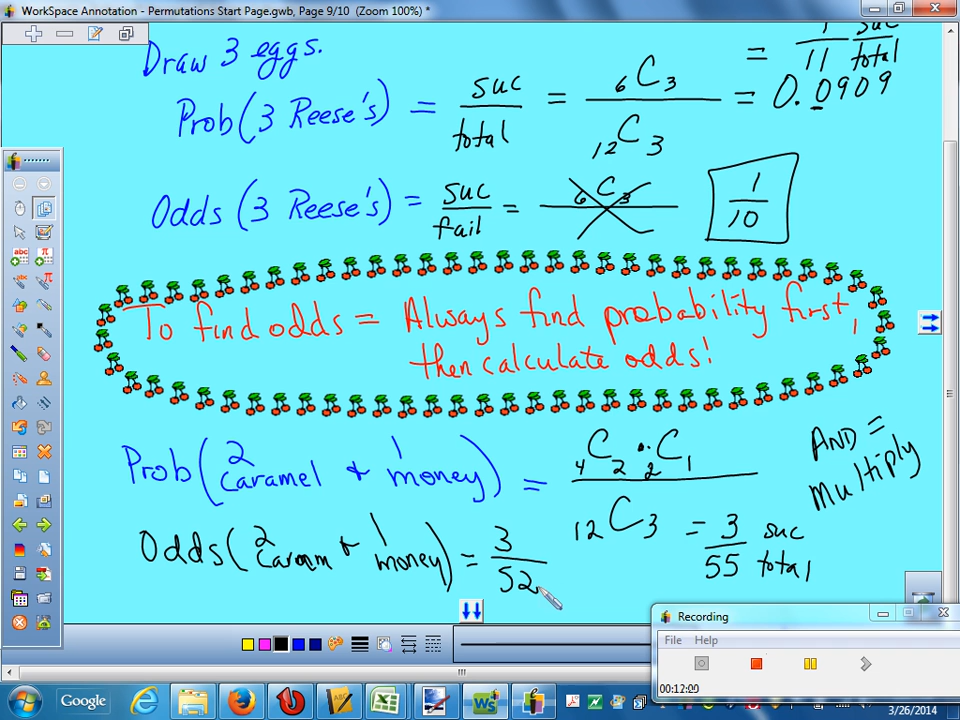 WorkSpace Annotation - Permutations Start Page.gwb, Page 9/10 (Zoom 100%) *
Draw 3 eggs.
= 1/11 suc/total
Prob(3 Reese's) = suc/total = 6C3/12C3 = 0.0909
Odds (3 Reese's) = suc/fail = 6C3 1/10
To find odds = Always find probability first,
then calculate odds!
Prob(2 caramel + 1 money) = 4C2 · 2C1/12C3 = 3/55 suc/total
AND =
Multiply
Odds(2 caram + 1 money) = 3/52
Recording
File Help
00:12:00
Google
3/26/2014